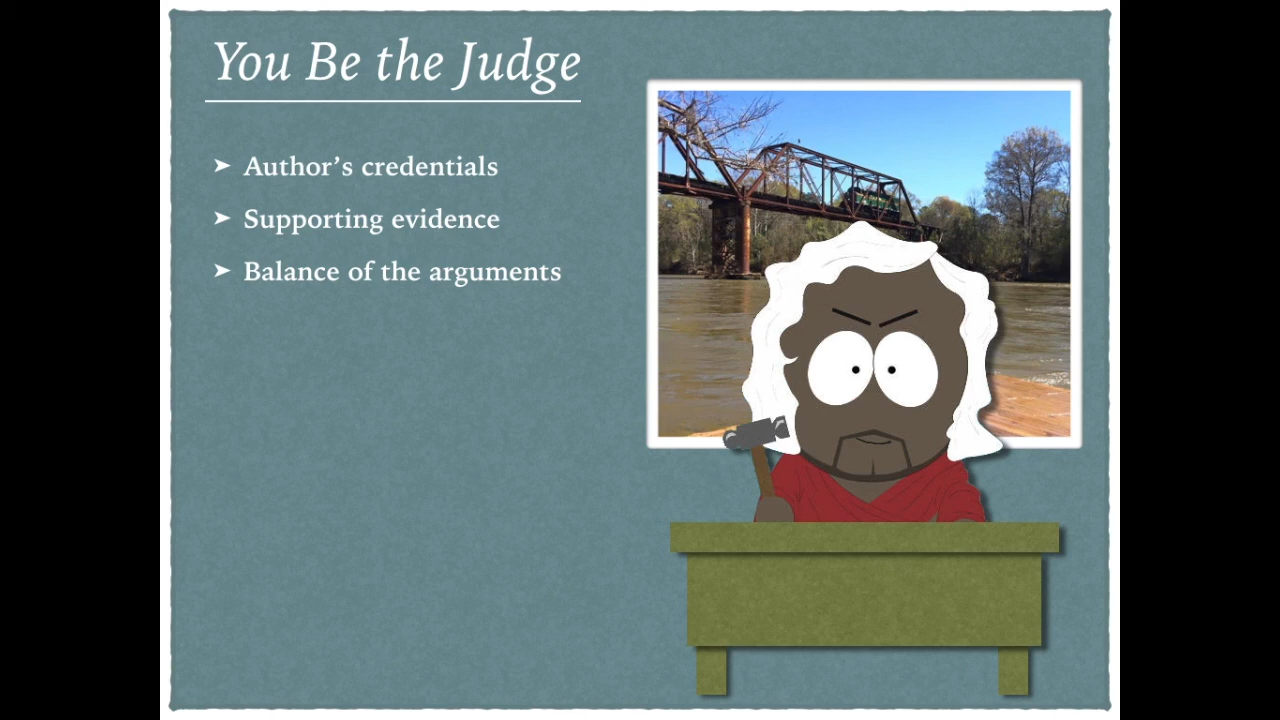 You Be the Judge
➤ Author’s credentials
➤ Supporting evidence
➤ Balance of the arguments